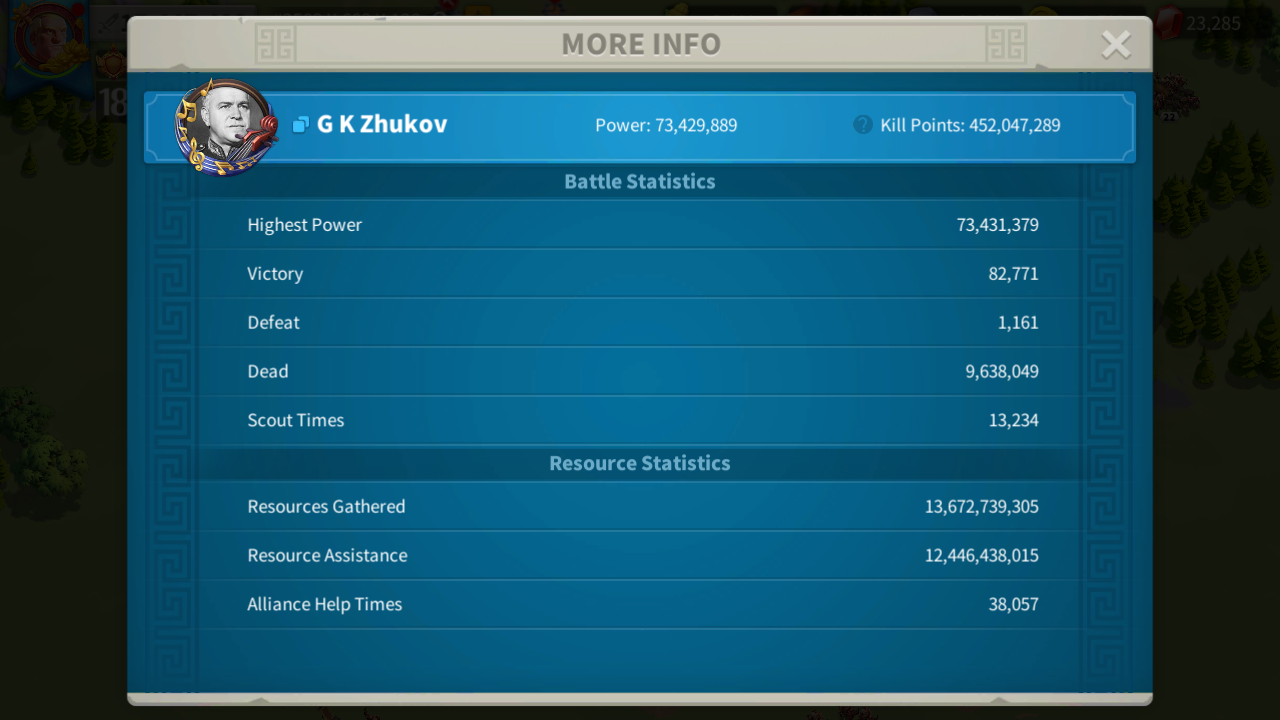 MORE INFO
23,285
18
G K Zhukov
Power: 73,429,889
? Kill Points: 452,047,289
22
Battle Statistics
Highest Power 73,431,379
Victory 82,771
Defeat 1,161
Dead 9,638,049
Scout Times 13,234
Resource Statistics
Resources Gathered 13,672,739,305
Resource Assistance 12,446,438,015
Alliance Help Times 38,057